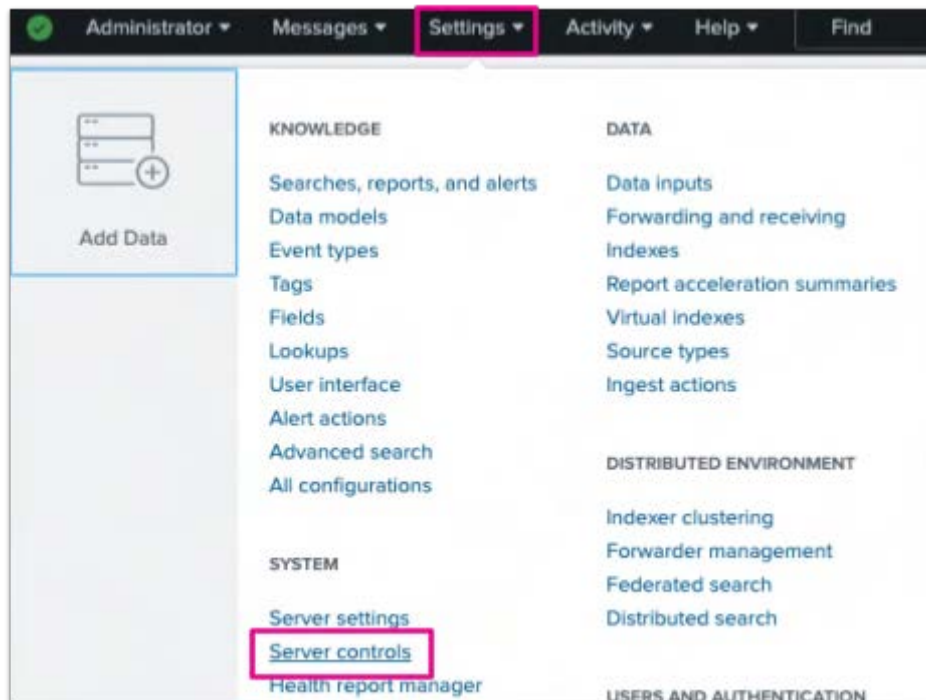 Administrator Messages Settings Activity Help Find
Add Data
KNOWLEDGE
Searches, reports, and alerts
Data models
Event types
Tags
Fields
Lookups
User interface
Alert actions
Advanced search
All configurations
SYSTEM
Server settings
Server controls
Health report manager
DATA
Data inputs
Forwarding and receiving
Indexes
Report acceleration summaries
Virtual indexes
Source types
Ingest actions
DISTRIBUTED ENVIRONMENT
Indexer clustering
Forwarder management
Federated search
Distributed search
USERS AND AUTHENTICATION